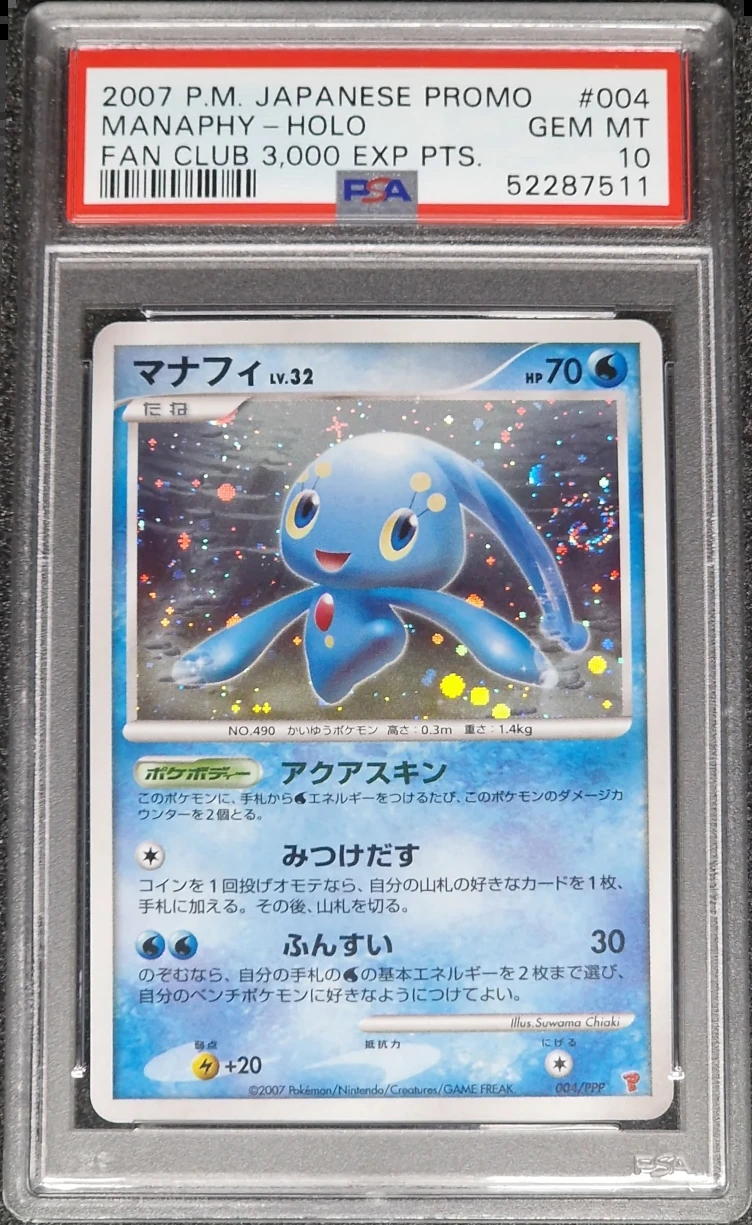 2007 P.M. JAPANESE PROMO #004
MANAPHY - HOLO GEM MT
FAN CLUB 3,000 EXP PTS. 10
PSA 52287511
マナフィ LV.32 HP 70
たね
NO.490 かいゆうポケモン 高さ：0.3m 重さ：1.4kg
ポケボディー アクアスキン
このポケモンに、手札からエネルギーをつけるたび、このポケモンのダメージカ
ウンターを2個とる。
みつけだす
コインを1回投げオモテなら、自分の山札の好きなカードを1枚、
手札に加える。その後、山札を切る。
ふんすい 30
のぞむなら、自分の手札のの基本エネルギーを2枚まで選び、
自分のベンチポケモンに好きなようにつけてよい。
Illus.Suwama Chiaki
弱点 抵抗力 にげる
+20
©2007 Pokémon/Nintendo/Creatures/GAME FREAK. 004/PPP
PSA